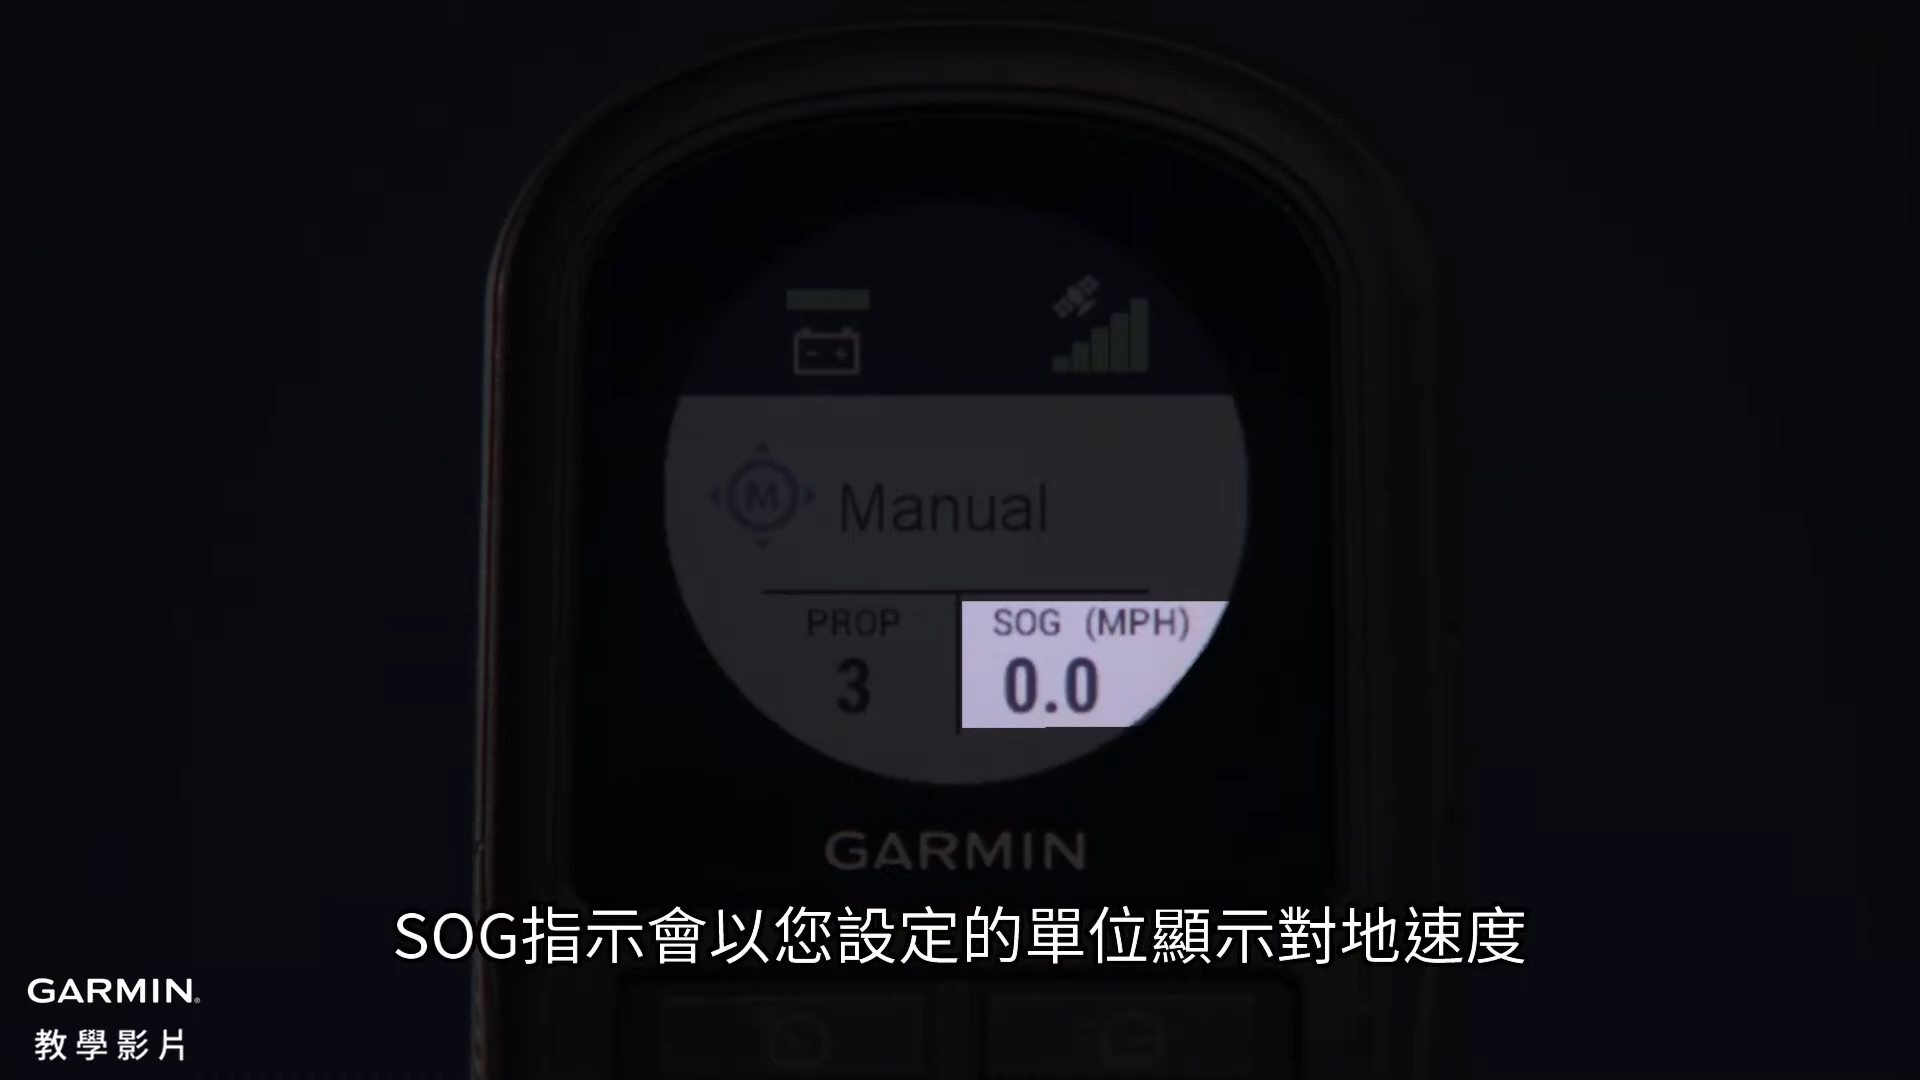 M Manual
PROP
SOG (MPH)
3
0.0
GARMIN
SOG指示會以您設定的單位顯示對地速度
GARMIN®
教學影片